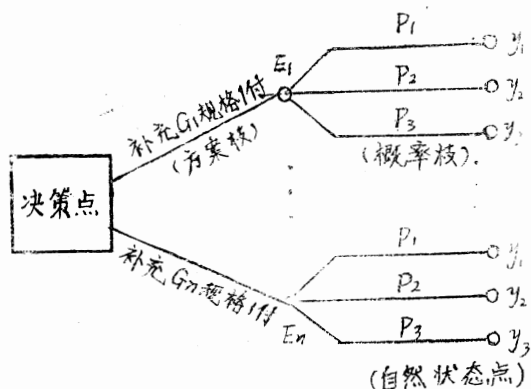 P₁
y₁
E₁
P₂
y₂
补充G₁规格1付
(方案枝)
P₃
y₃
(概率枝).
决策点
P₁
y₁
补充Gn规格1付
P₂
y₂
En
P₃
y₃
(自然状态点)